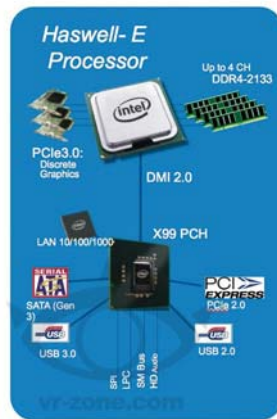 Haswell- E
Processor
Up to 4 CH
DDR4-2133
intel
PCIe3.0:
Discrete
Graphics
DMI 2.0
LAN 10/100/1000
X99 PCH
SERIAL
ATA
SATA (Gen
3)
PCI
EXPRESS
PCIe 2.0
USB
USB 3.0
USB
USB 2.0
SPI
LPC
SM Bus
HD Audio
vr-zone.com